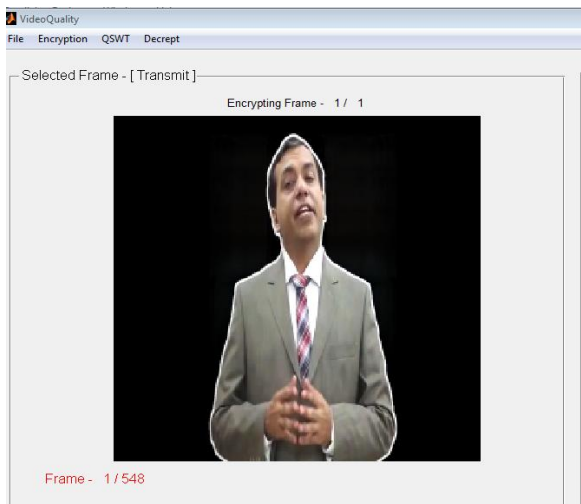 VideoQuality
File Encryption QSWT Decrept
Selected Frame - [ Transmit ]
Encrypting Frame - 1 / 1
Frame - 1 / 548